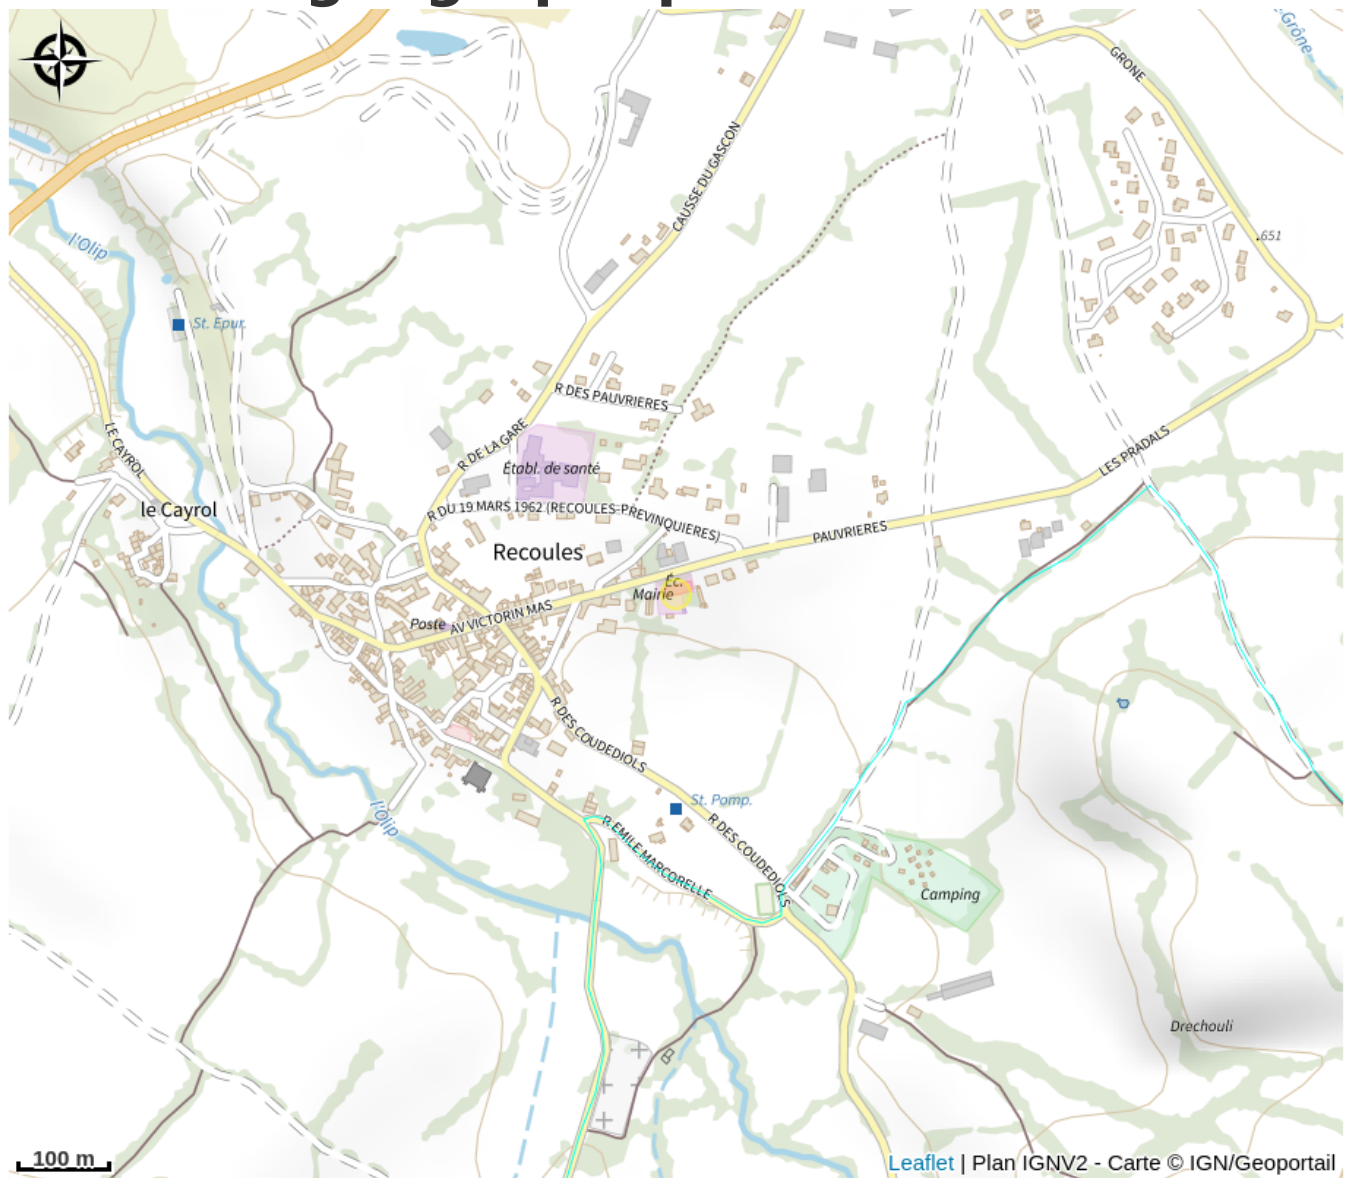 Grône
GRONE
CAUSSE DU GASCON
l'Olip
651
St. Epur.
R DES PAUVRIERES
LE CAYROL
R DE LA GARE
LES PRADALS
Établ. de santé
le Cayrol
R DU 19 MARS 1962 (RECOULES-PREVINQUIERES)
PAUVRIERES
Recoules
Éc.
Mairie
Poste
AV VICTORIN MAS
R DES COUDEDIOLS
St. Pomp.
l'Olip
R EMILE MARCORELLE
R DES COUDEDIOLS
Camping
Drechouli
100 m
Leaflet | Plan IGNV2 - Carte © IGN/Geoportail